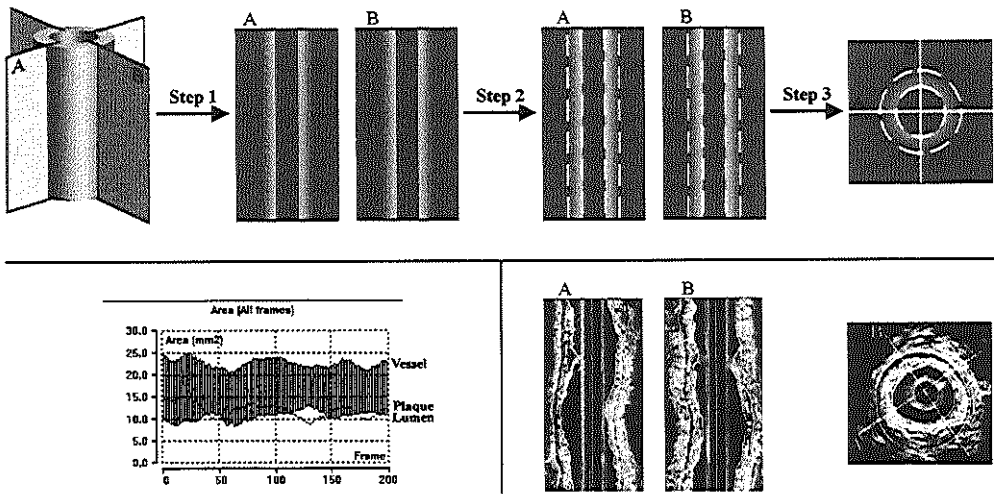 A
B
Step 1
A
B
Step 2
A
B
Step 3
Area (All frames)
30.0
25.0
20.0
15.0
10.0
5.0
0.0
Area (mm2)
Vessel
Plaque
Lumen
Frame
0
50
100
150
200
A
B